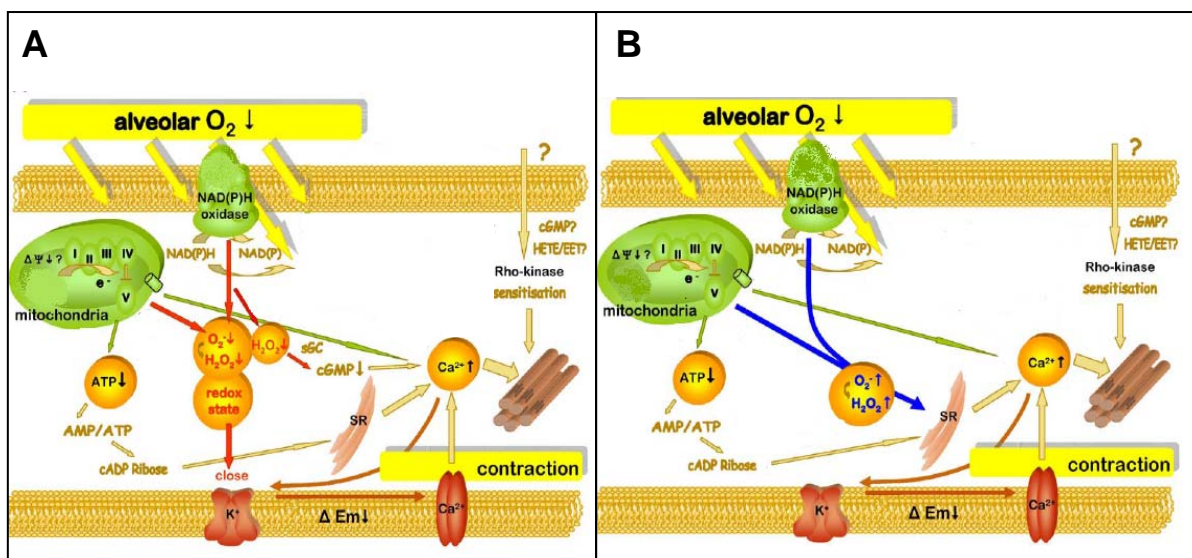 A
alveolar O₂ ↓
NAD(P)H
oxidase
?
cGMP?
HETE/EET?
NAD(P)H
NAD(P)
Δ Ψ↓?
I
II
III
IV
e⁻
V
mitochondria
Rho-kinase
sensitisation
O₂⁻↓
H₂O₂↓
H₂O₂↓
sGC
cGMP↓
Ca²⁺↑
ATP↓
redox
state
SR
AMP/ATP
cADP Ribose
contraction
close
K⁺
Δ Em↓
Ca²⁺
B
alveolar O₂ ↓
NAD(P)H
oxidase
?
cGMP?
HETE/EET?
NAD(P)H
NAD(P)
Δ Ψ↓?
I
II
III
IV
e⁻
V
mitochondria
Rho-kinase
sensitisation
Ca²⁺↑
ATP↓
O₂⁻↑
H₂O₂↑
SR
AMP/ATP
cADP Ribose
contraction
K⁺
Δ Em↓
Ca²⁺